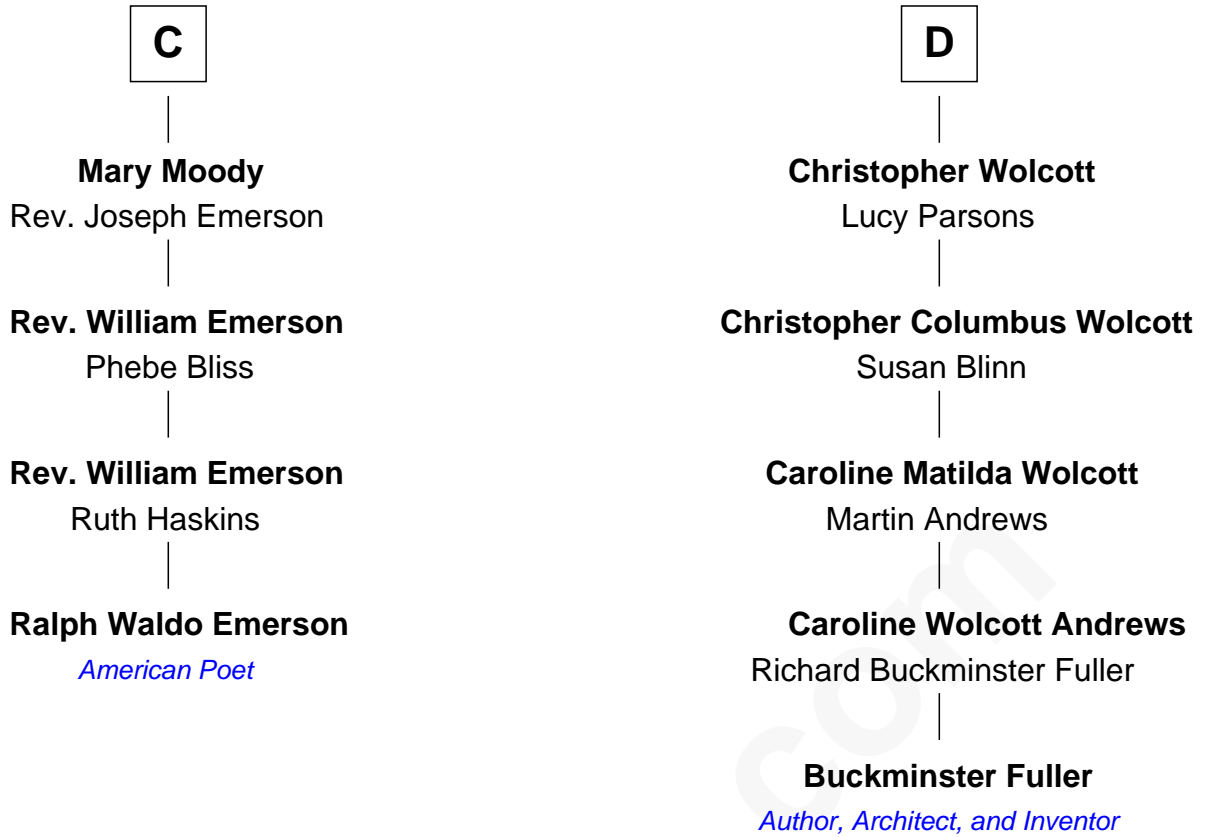 C
Mary Moody
Rev. Joseph Emerson
Rev. William Emerson
Phebe Bliss
Rev. William Emerson
Ruth Haskins
Ralph Waldo Emerson
American Poet
D
Christopher Wolcott
Lucy Parsons
Christopher Columbus Wolcott
Susan Blinn
Caroline Matilda Wolcott
Martin Andrews
Caroline Wolcott Andrews
Richard Buckminster Fuller
Buckminster Fuller
Author, Architect, and Inventor
com